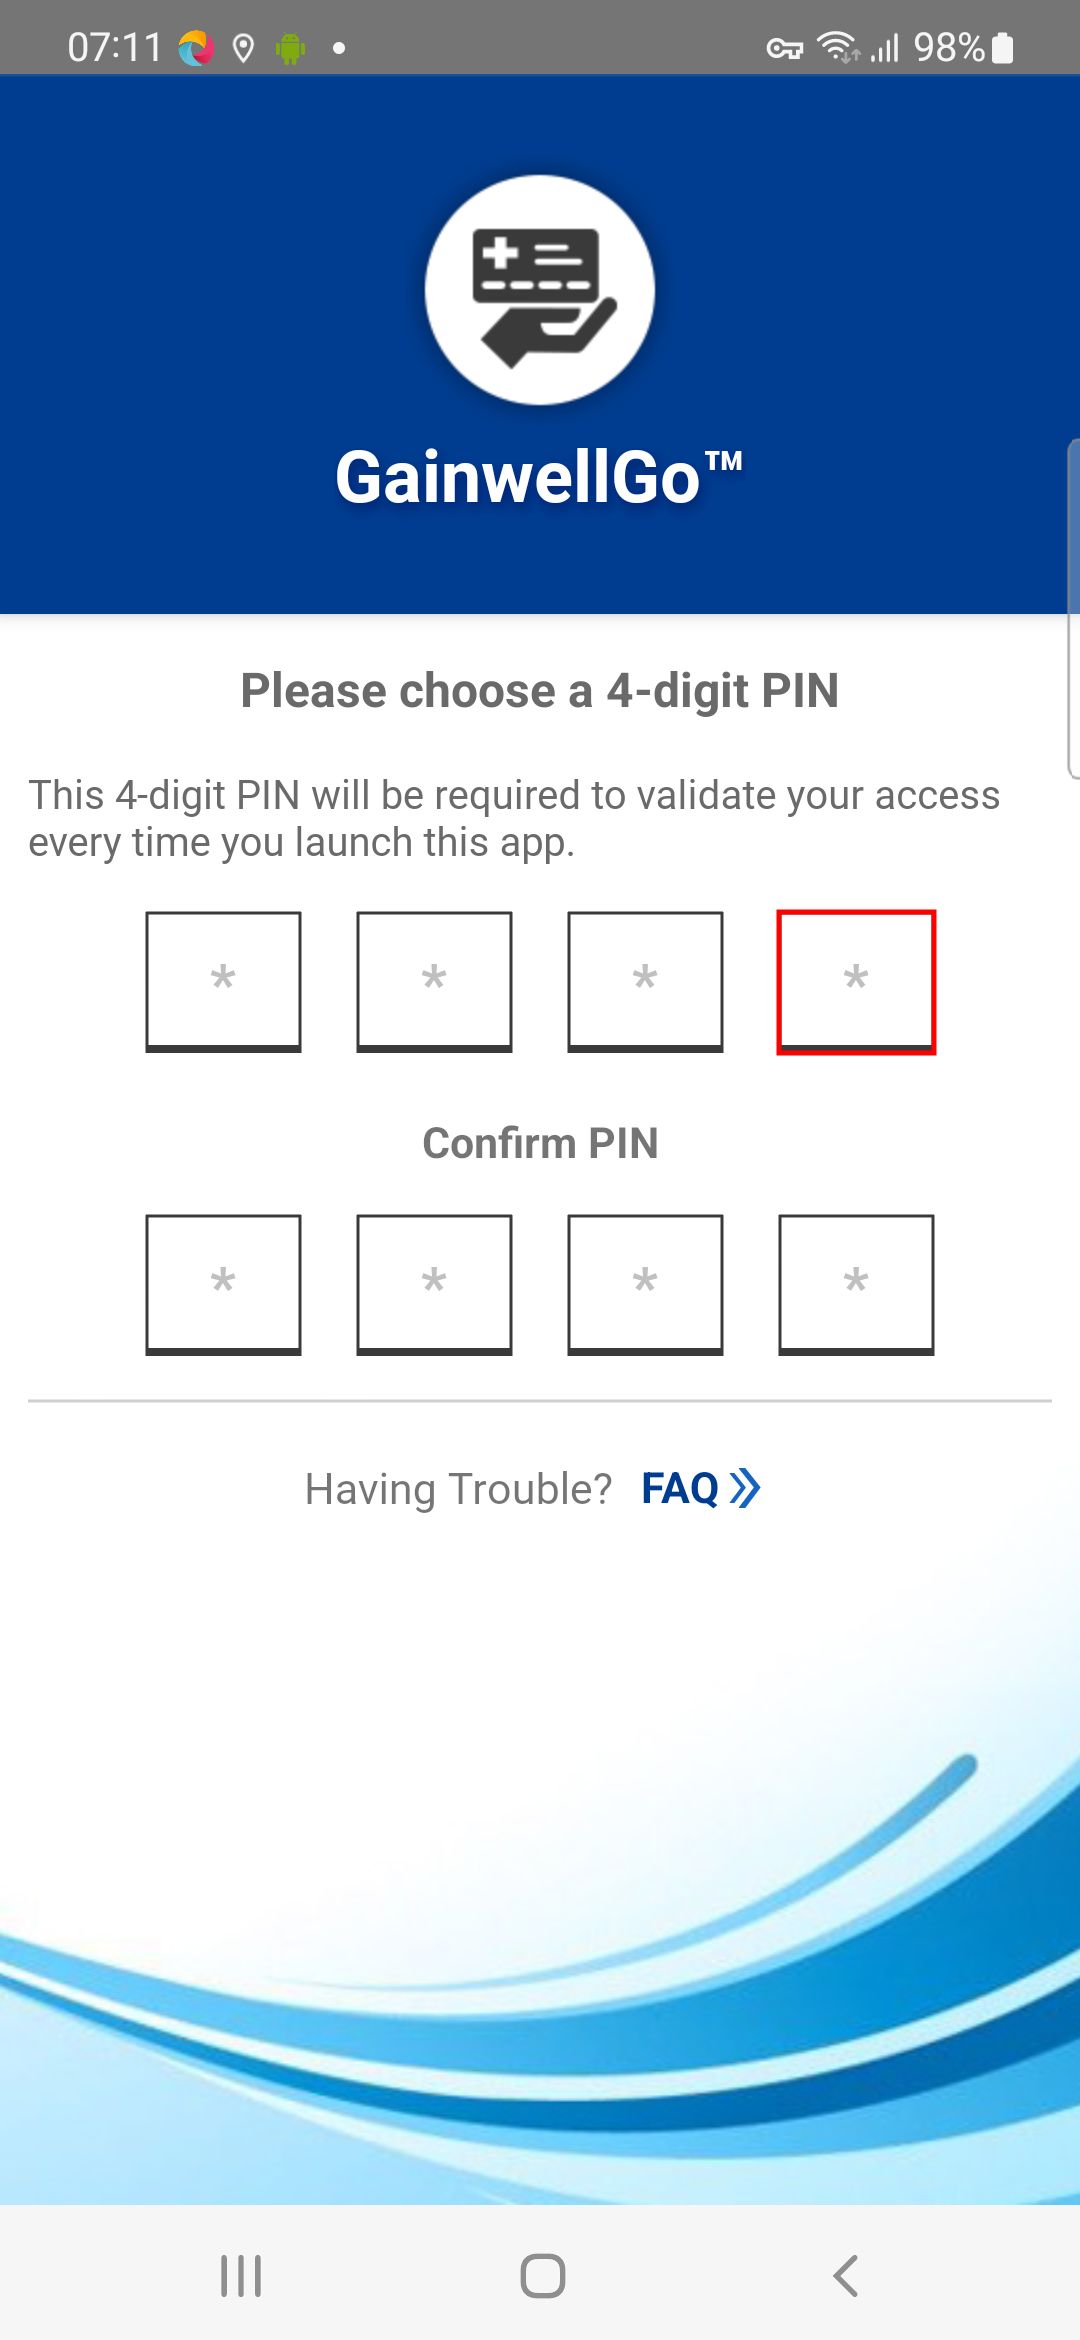 07:11 98%
GainwellGo™
Please choose a 4-digit PIN
This 4-digit PIN will be required to validate your access
every time you launch this app.
* * * *
Confirm PIN
* * * *
Having Trouble? FAQ